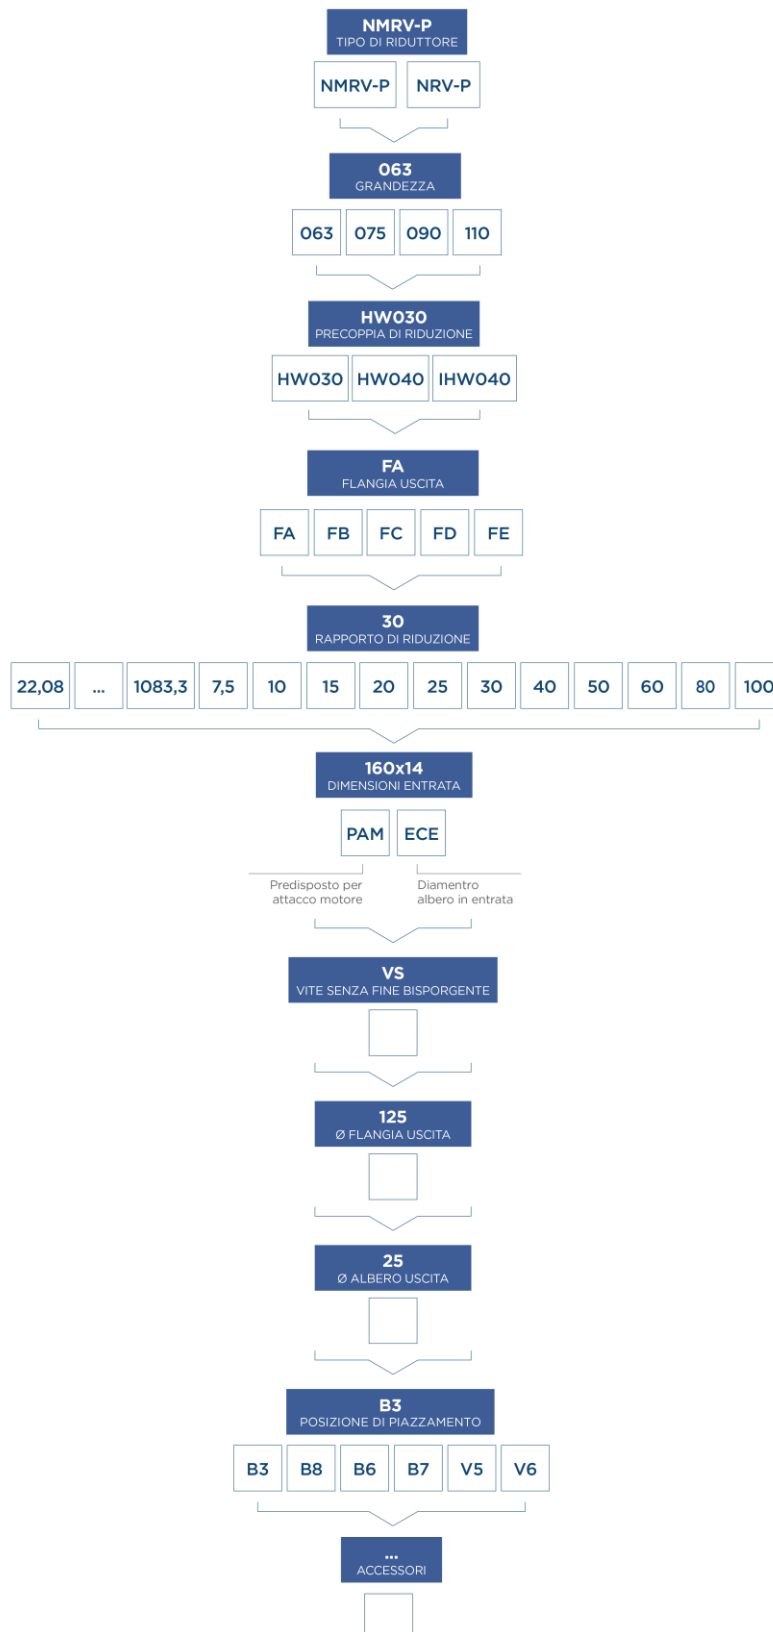 NMRV-P
TIPO DI RIDUTTORE
NMRV-P NRV-P
063
GRANDEZZA
063 075 090 110
HW030
PRECOPPIA DI RIDUZIONE
HW030 HW040 IHW040
FA
FLANGIA USCITA
FA FB FC FD FE
30
RAPPORTO DI RIDUZIONE
22,08 ... 1083,3 7,5 10 15 20 25 30 40 50 60 80 100
160x14
DIMENSIONI ENTRATA
PAM ECE
Predisposto per
attacco motore
Diamentro
albero in entrata
VS
VITE SENZA FINE BISPORGENTE
125
Ø FLANGIA USCITA
25
Ø ALBERO USCITA
B3
POSIZIONE DI PIAZZAMENTO
B3 B8 B6 B7 V5 V6
...
ACCESSORI